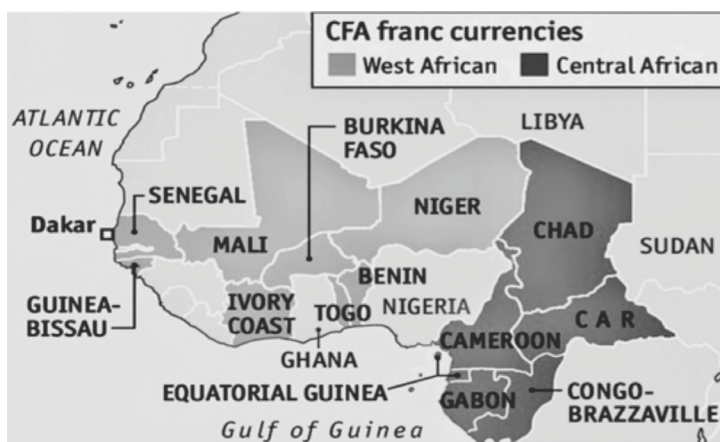 CFA franc currencies
West African
Central African
ATLANTIC
OCEAN
BURKINA
FASO
LIBYA
SENEGAL
Dakar
MALI
NIGER
CHAD
SUDAN
GUINEA-
BISSAU
IVORY
COAST
TOGO
BENIN
NIGERIA
GHANA
CAMEROON
C A R
EQUATORIAL GUINEA
GABON
CONGO-
BRAZZAVILLE
Gulf of Guinea